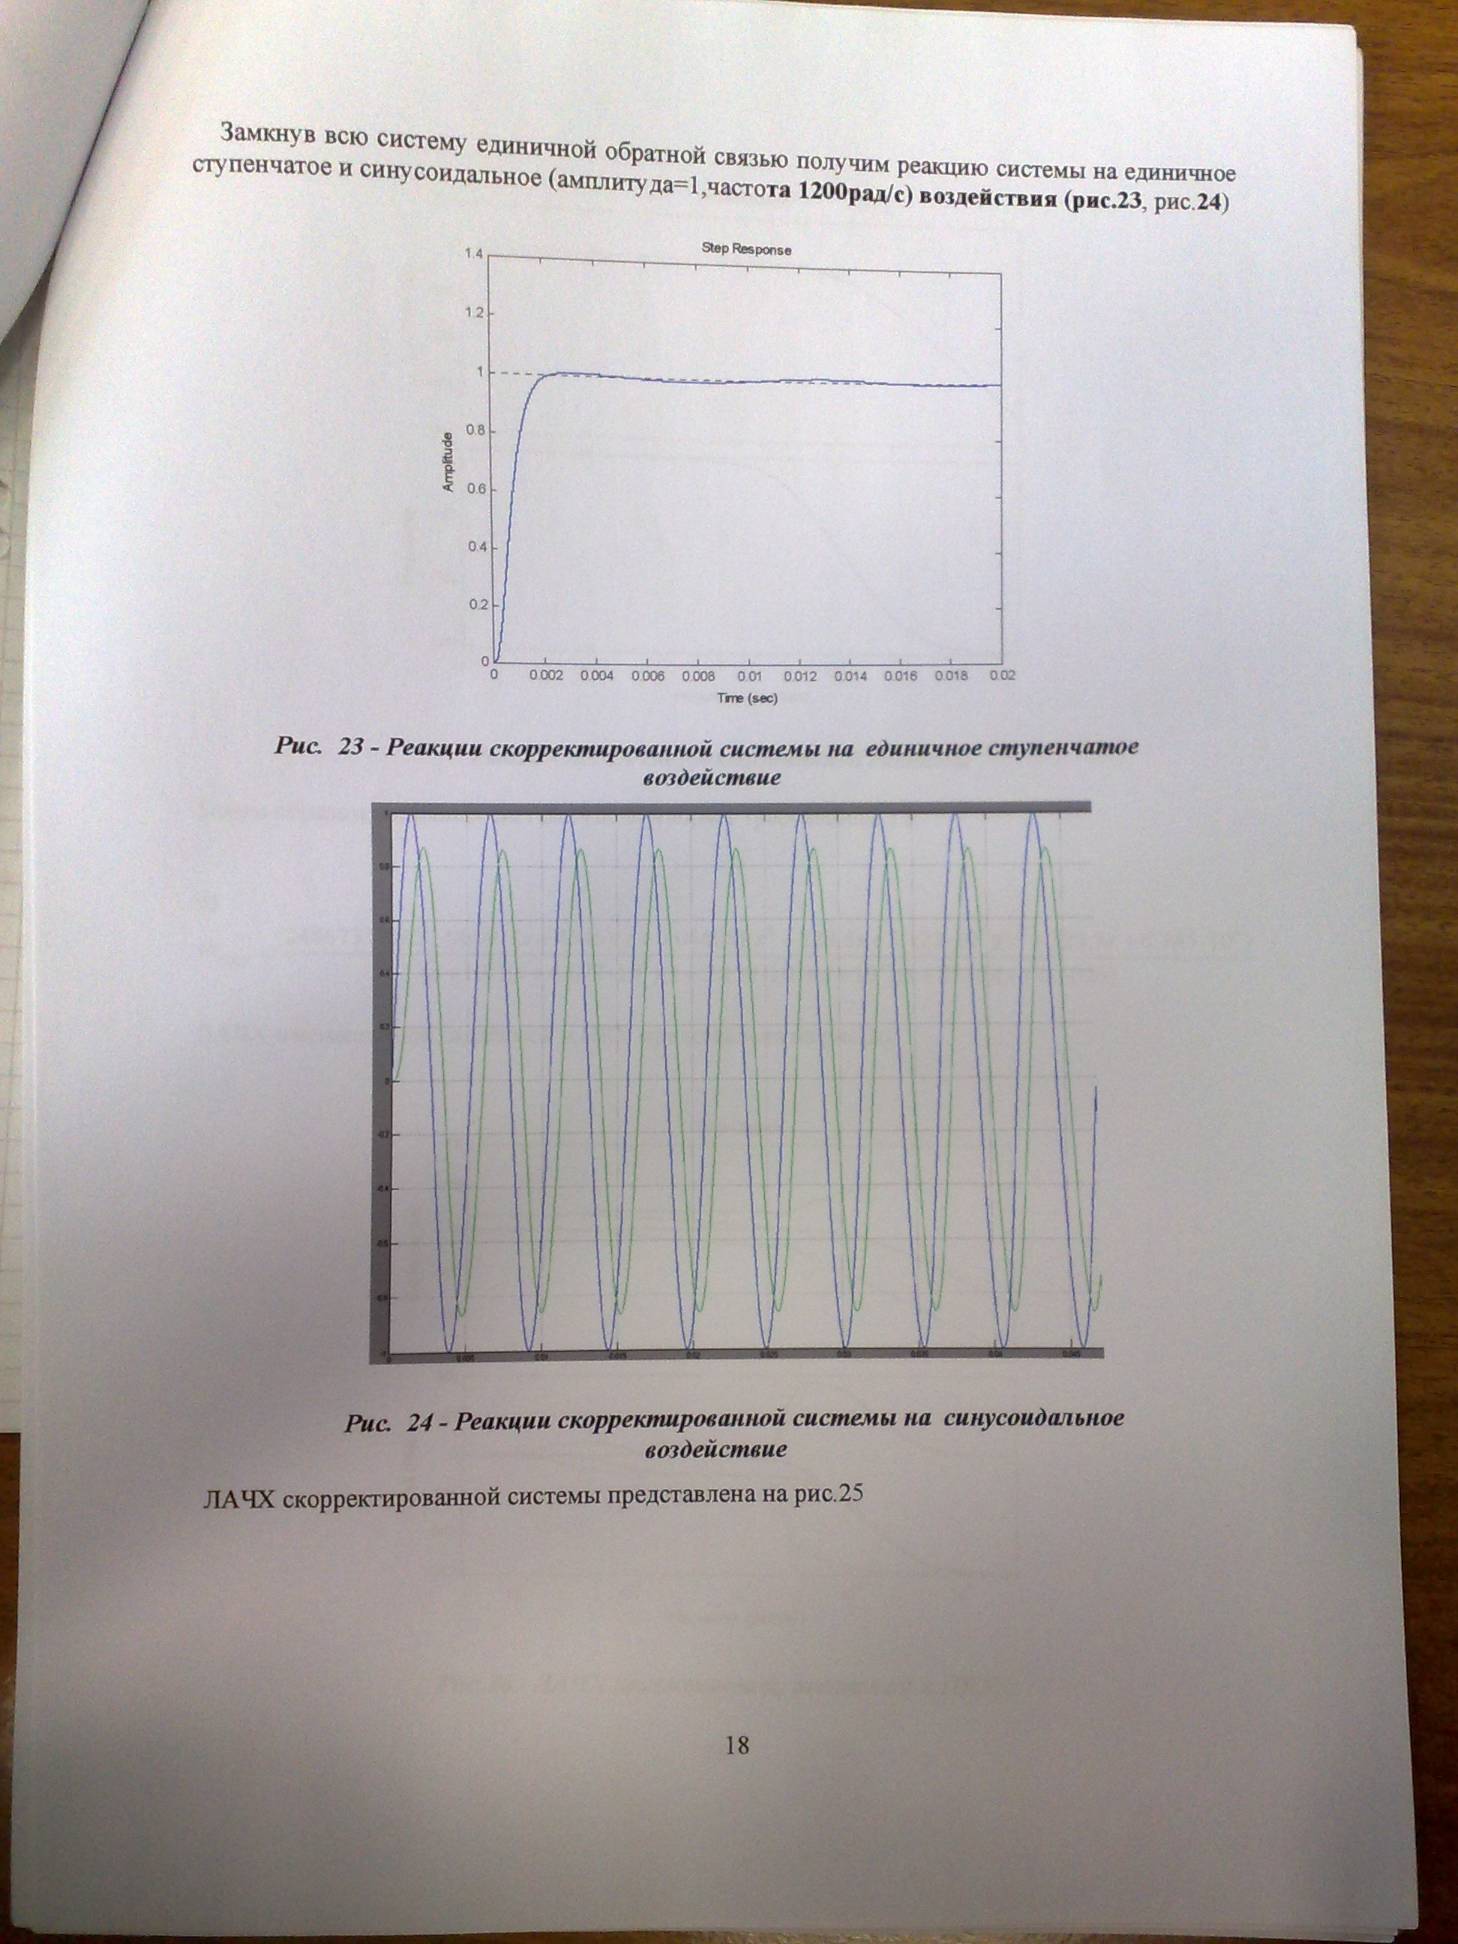 Замкнув всю систему единичной обратной связью получим реакцию системы на единичное
ступенчатое и синусоидальное (амплитуда=1,частота 1200рад/с) воздействия (рис.23, рис.24)
Step Response
1.4
1.2
1
0.8
0.6
0.4
0.2
0
Amplitude
0 0.002 0.004 0.006 0.008 0.01 0.012 0.014 0.016 0.018 0.02
Time (sec)
Рис. 23 - Реакции скорректированной системы на единичное ступенчатое
воздействие
Рис. 24 - Реакции скорректированной системы на синусоидальное
воздействие
ЛАЧХ скорректированной системы представлена на рис.25
18